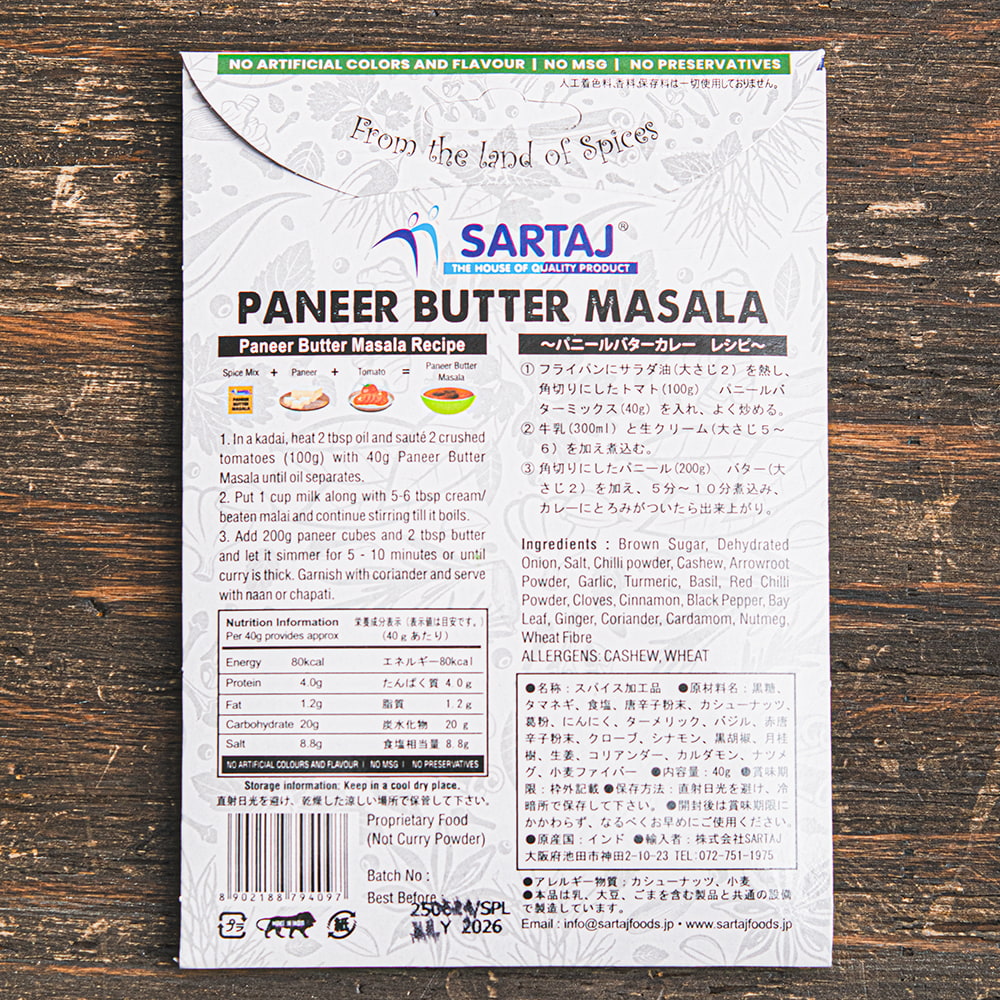 NO ARTIFICIAL COLORS AND FLAVOUR | NO MSG | NO PRESERVATIVES
人工着色料,香料,保存料は一切使用しておりません。
From the land of Spices
SARTAJ®
THE HOUSE OF QUALITY PRODUCT
PANEER BUTTER MASALA
Paneer Butter Masala Recipe
Spice Mix + Paneer + Tomato = Paneer Butter
Masala
PANEER
BUTTER
MASALA
1. In a kadai, heat 2 tbsp oil and sauté 2 crushed
tomatoes (100g) with 40g Paneer Butter
Masala until oil separates.
2. Put 1 cup milk along with 5-6 tbsp cream/
beaten malai and continue stirring till it boils.
3. Add 200g paneer cubes and 2 tbsp butter
and let it simmer for 5 - 10 minutes or until
curry is thick. Garnish with coriander and serve
with naan or chapati.
Nutrition Information 栄養成分表示（表示値は目安です。）
Per 40g provides approx （40ｇあたり）
Energy 80kcal エネルギー80kcal
Protein 4.0g たんぱく質 4.0g
Fat 1.2g 脂質 1.2g
Carbohydrate 20g 炭水化物 20 g
Salt 8.8g 食塩相当量 8.8g
NO ARTIFICIAL COLOURS AND FLAVOUR | NO MSG | NO PRESERVATIVES
Storage information: Keep in a cool dry place.
直射日光を避け、乾燥した涼しい場所で保管して下さい。
8 902188 794097
Proprietary Food
(Not Curry Powder)
Batch No :
Best Before
/SPL
2026
プラ
紙
～パニールバターカレー レシピ～
① フライパンにサラダ油(大さじ２) を熱し、
角切りにしたトマト(100g) パニールバ
ターミックス(40g) を入れ、よく炒める。
② 牛乳(300ml) と生クリーム(大さじ５～
６) を加え煮込む。
③ 角切りにしたパニール(200g) バター(大
さじ２) を加え、５分～１０分煮込み、
カレーにとろみがついたら出来上がり。
Ingredients : Brown Sugar, Dehydrated
Onion, Salt, Chilli powder, Cashew, Arrowroot
Powder, Garlic, Turmeric, Basil, Red Chilli
Powder, Cloves, Cinnamon, Black Pepper, Bay
Leaf, Ginger, Coriander, Cardamom, Nutmeg,
Wheat Fibre
ALLERGENS: CASHEW, WHEAT
●名称：スパイス加工品 ●原材料名：黒糖、
タマネギ、食塩、唐辛子粉末、カシューナッツ、
葛粉、にんにく、ターメリック、バジル、赤唐
辛子粉末、クローブ、シナモン、黒胡椒、月桂
樹、生姜、コリアンダー、カルダモン、ナツメ
グ、小麦ファイバー ●内容量：40g ●賞味期
限：枠外記載 ●保存方法：直射日光を避け、冷
暗所で保存して下さい。●開封後は賞味期限に
かかわらず、なるべくお早めにご使用ください。
●原産国：インド ●輸入者：株式会社SARTAJ
大阪府池田市神田2-10-23 TEL:072-751-1975
●アレルギー物質：カシューナッツ、小麦
●本品は乳、大豆、ごまを含む製品と共通の設備
で製造しています。
Email : info@sartajfoods.jp • www.sartajfoods.jp